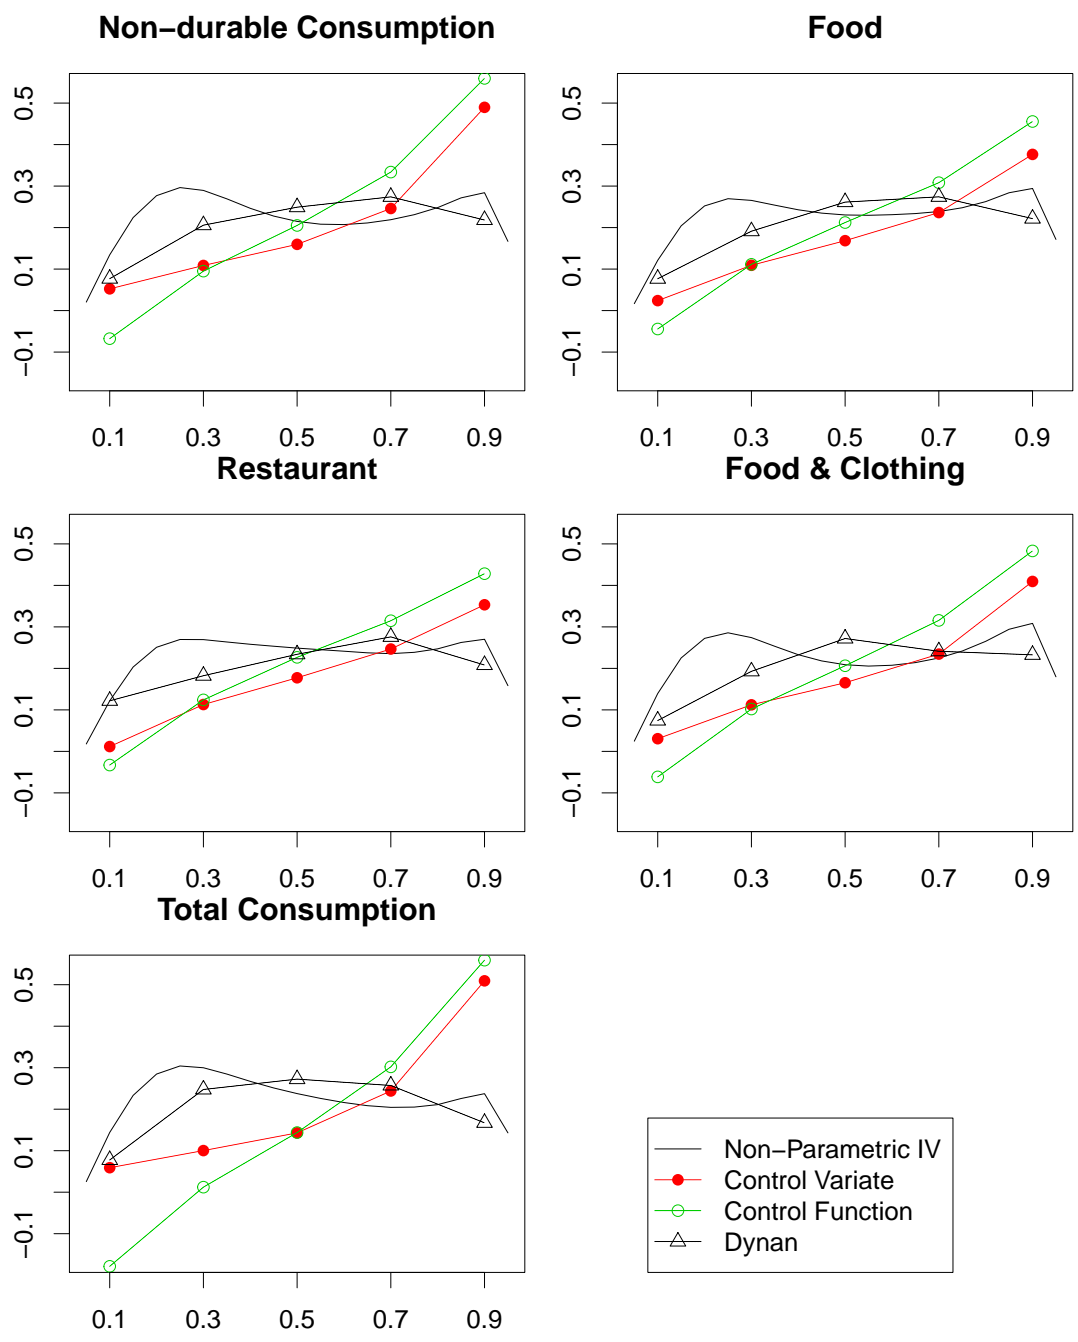 Non−durable Consumption
0.5
0.3
0.1
−0.1
0.1 0.3 0.5 0.7 0.9
Food
0.5
0.3
0.1
−0.1
0.1 0.3 0.5 0.7 0.9
Restaurant
0.5
0.3
0.1
−0.1
0.1 0.3 0.5 0.7 0.9
Food & Clothing
0.5
0.3
0.1
−0.1
0.1 0.3 0.5 0.7 0.9
Total Consumption
0.5
0.3
0.1
−0.1
0.1 0.3 0.5 0.7 0.9
Non−Parametric IV
Control Variate
Control Function
Dynan